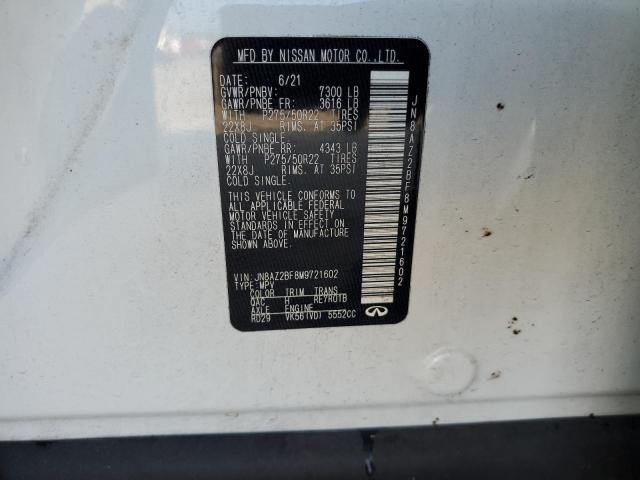 MFD BY NISSAN MOTOR CO.,LTD.
DATE: 6/21
GVWR/PNBV: 7300 LB
GAWR/PNBE FR: 3616 LB
WITH P275/50R22 TIRES
22X8J RIMS. AT 35PSI
COLD SINGLE.
GAWR/PNBE RR: 4343 LB
WITH P275/50R22 TIRES
22X8J RIMS. AT 35PSI
COLD SINGLE.
THIS VEHICLE CONFORMS TO
ALL APPLICABLE FEDERAL
MOTOR VEHICLE SAFETY
STANDARDS IN EFFECT ON
THE DATE OF MANUFACTURE
SHOWN ABOVE.
VIN: JN8AZ2BF8M9721602
TYPE: MPV
COLOR TRIM TRANS
QAC H RE7R01B
AXLE ENGINE
RD29 VK56(VD) 5552CC
JN8AZ2BF8M9721602